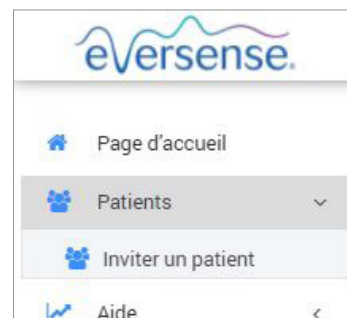 eversense.
Page d'accueil
Patients
Inviter un patient
Aide